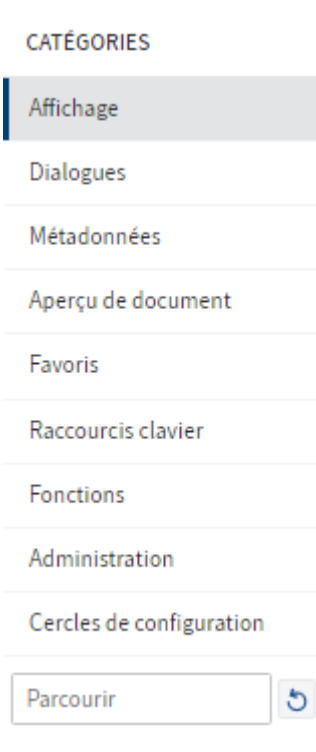 CATÉGORIES
Affichage
Dialogues
Métadonnées
Aperçu de document
Favoris
Raccourcis clavier
Fonctions
Administration
Cercles de configuration
Parcourir